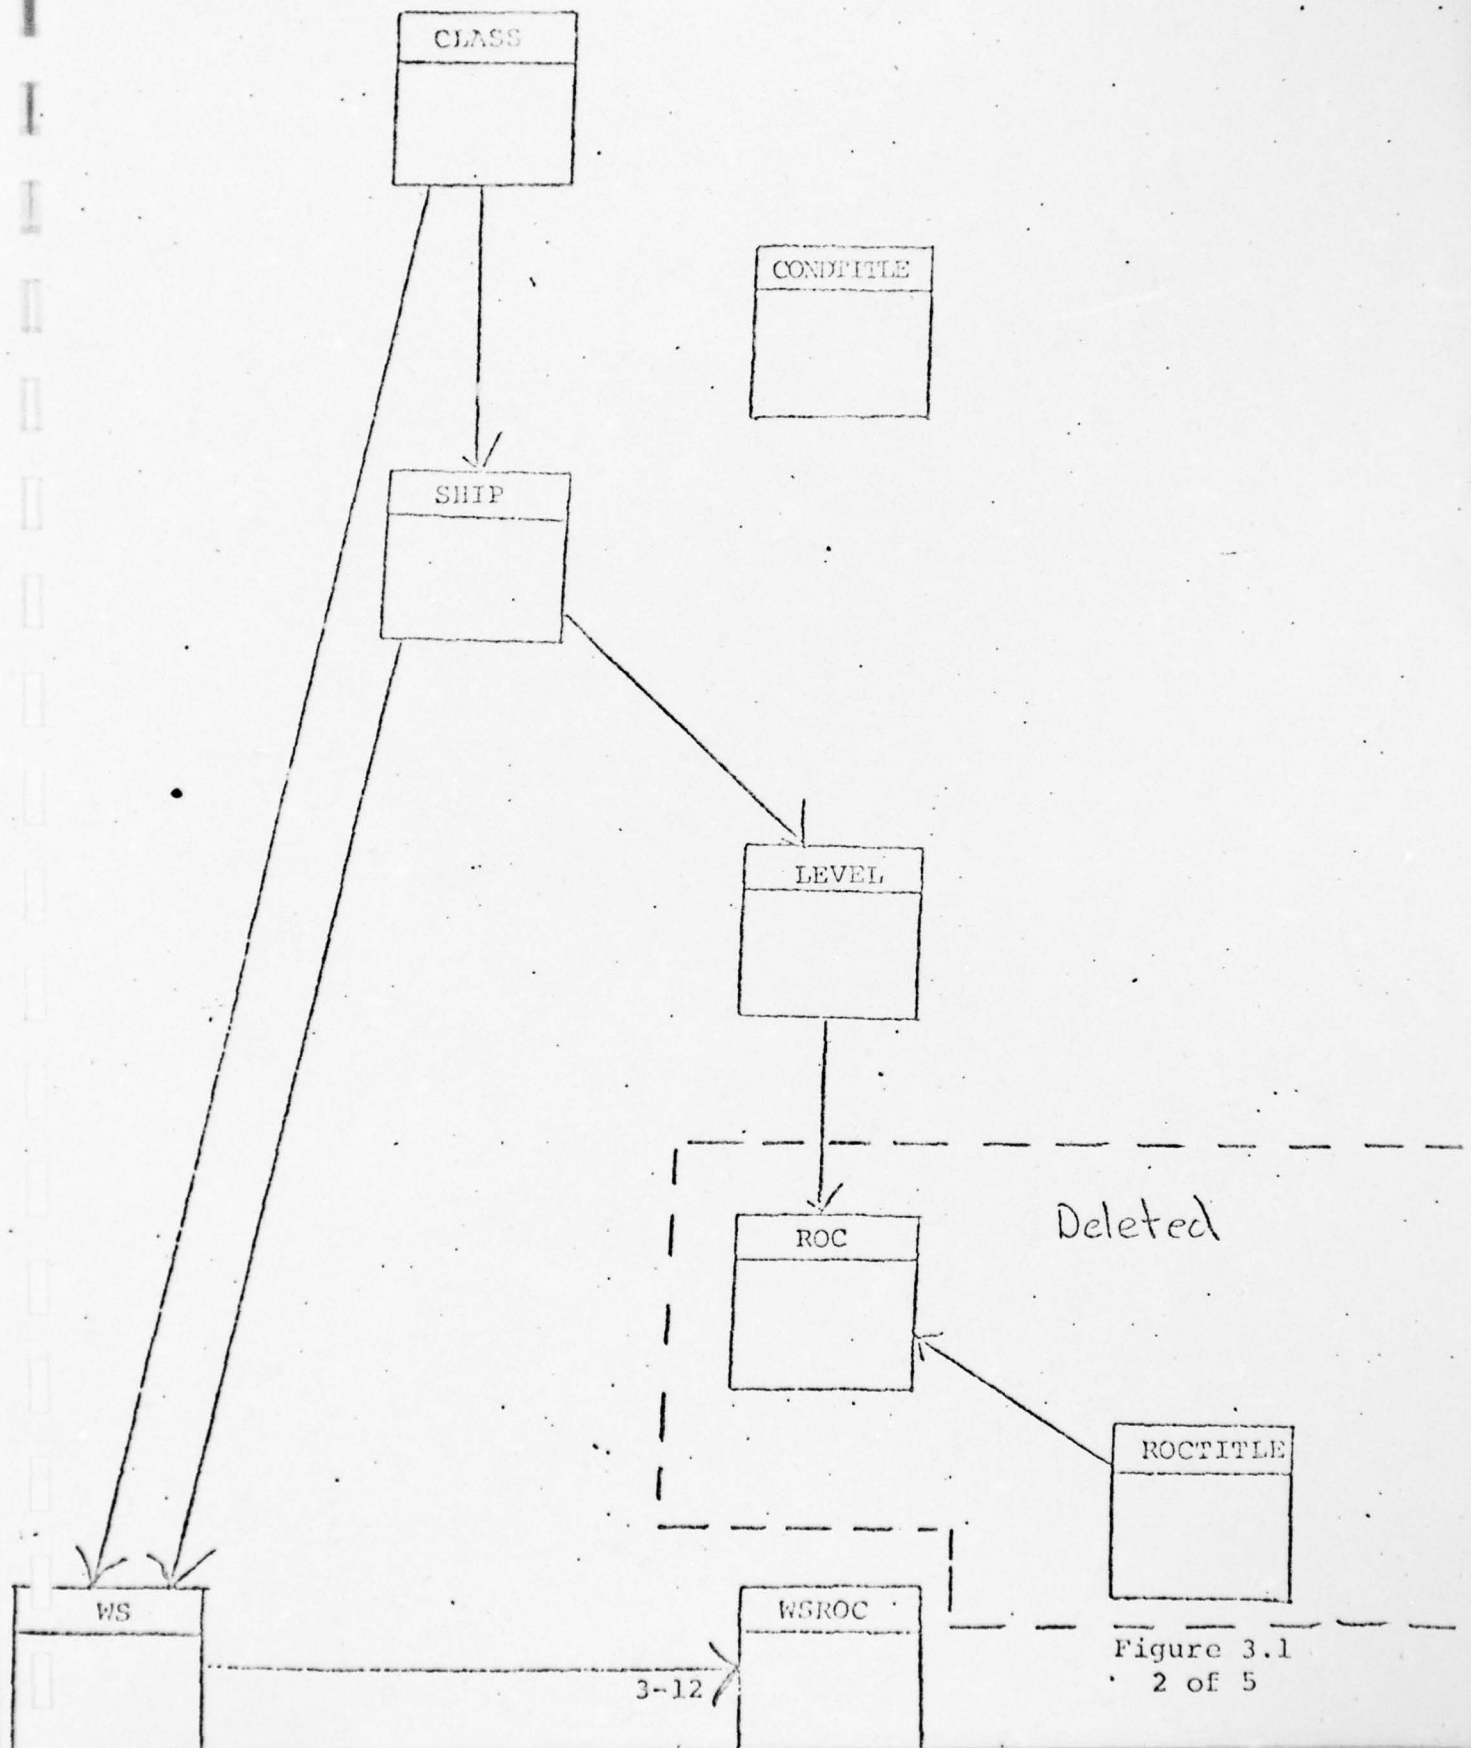 CLASS
CONDTITLE
SHIP
LEVEL
Deleted
ROC
ROCTITLE
WS
WSROC
Figure 3.1
3-12
2 of 5